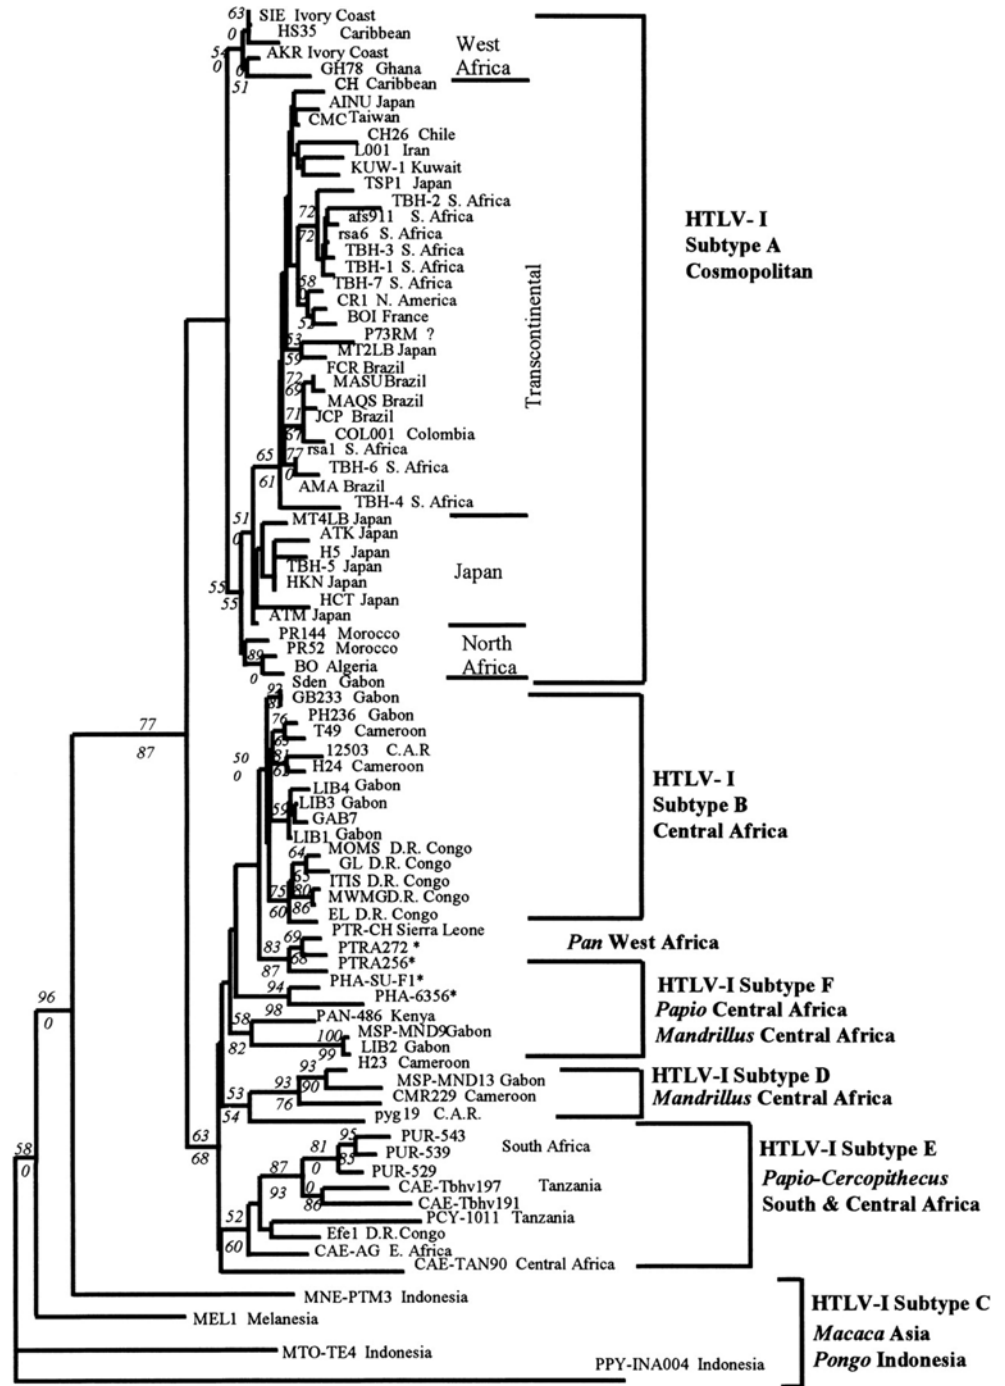 63
SIE Ivory Coast
0
HS35 Caribbean
54
0
AKR Ivory Coast
GH78 Ghana
51
West
Africa
CH Caribbean
AINU Japan
CMC Taiwan
CH26 Chile
L001 Iran
KUW-1 Kuwait
TSP1 Japan
TBH-2 S. Africa
72
afs911 S. Africa
72
rsa6 S. Africa
TBH-3 S. Africa
TBH-1 S. Africa
58
TBH-7 S. Africa
CR1 N. America
52
BOI France
P73RM ?
53
MT2LB Japan
59
FCR Brazil
72
MASU Brazil
69
MAQS Brazil
71
JCP Brazil
67
COL001 Colombia
77
rsa1 S. Africa
0
TBH-6 S. Africa
65
61
AMA Brazil
TBH-4 S. Africa
Transcontinental
HTLV- I
Subtype A
Cosmopolitan
51
0
MT4LB Japan
ATK Japan
H5 Japan
TBH-5 Japan
HKN Japan
HCT Japan
ATM Japan
Japan
55
55
PR144 Morocco
PR52 Morocco
89
0
BO Algeria
North
Africa
Sden Gabon
92
GB233 Gabon
PH236 Gabon
76
T49 Cameroon
63
12503 C.A.R
81
H24 Cameroon
62
50
0
LIB4 Gabon
LIB3 Gabon
59
GAB7
LIB1 Gabon
MOMS D.R. Congo
64
GL D.R. Congo
65
ITIS D.R. Congo
75
80
MWMG D.R. Congo
60
86
EL D.R. Congo
HTLV- I
Subtype B
Central Africa
77
87
PTR-CH Sierra Leone
69
83
PTRA272 *
68
87
PTRA256*
Pan West Africa
PHA-SU-F1*
94
PHA-6356*
98
PAN-486 Kenya
58
82
MSP-MND9 Gabon
100
LIB2 Gabon
99
HTLV-I Subtype F
Papio Central Africa
Mandrillus Central Africa
H23 Cameroon
93
MSP-MND13 Gabon
93
90
CMR229 Cameroon
76
53
54
pyg19 C.A.R.
HTLV-I Subtype D
Mandrillus Central Africa
96
0
63
68
95
PUR-543
81
PUR-539
85
0
PUR-529
South Africa
87
93
0
CAE-Tbhv197 Tanzania
86
CAE-Tbhv191
PCY-1011 Tanzania
52
60
Efe1 D.R.Congo
CAE-AG E. Africa
CAE-TAN90 Central Africa
HTLV-I Subtype E
Papio-Cercopithecus
South & Central Africa
58
0
MNE-PTM3 Indonesia
MEL1 Melanesia
MTO-TE4 Indonesia
PPY-INA004 Indonesia
HTLV-I Subtype C
Macaca Asia
Pongo Indonesia